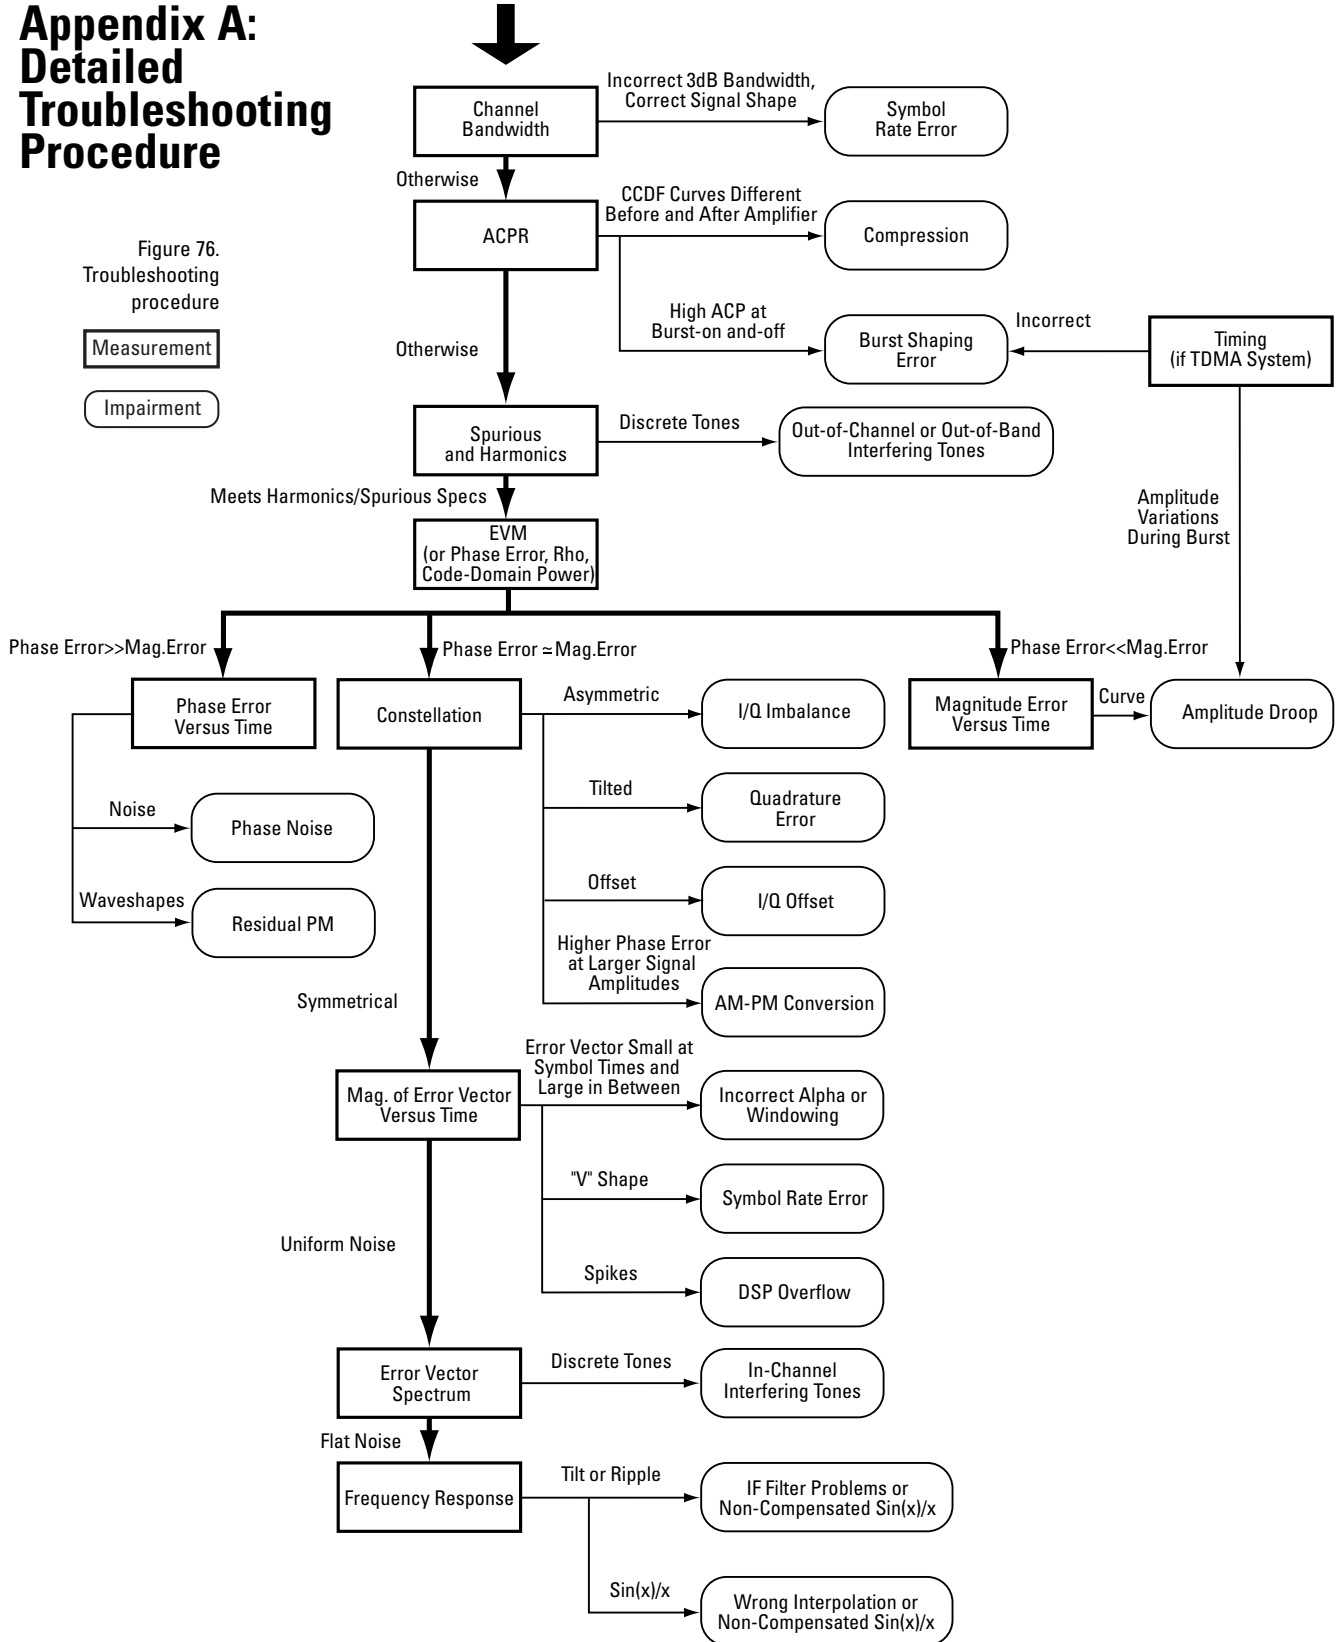 Appendix A:
Detailed
Troubleshooting
Procedure
Figure 76.
Troubleshooting
procedure
Measurement
Impairment
Channel
Bandwidth
Incorrect 3dB Bandwidth,
Correct Signal Shape
Symbol
Rate Error
Otherwise
ACPR
CCDF Curves Different
Before and After Amplifier
Compression
High ACP at
Burst-on and-off
Burst Shaping
Error
Incorrect
Timing
(if TDMA System)
Otherwise
Spurious
and Harmonics
Discrete Tones
Out-of-Channel or Out-of-Band
Interfering Tones
Meets Harmonics/Spurious Specs
Amplitude
Variations
During Burst
EVM
(or Phase Error, Rho,
Code-Domain Power)
Phase Error>>Mag.Error
Phase Error ≃ Mag.Error
Phase Error<<Mag.Error
Phase Error
Versus Time
Noise
Phase Noise
Waveshapes
Residual PM
Constellation
Asymmetric
I/Q Imbalance
Tilted
Quadrature
Error
Offset
I/Q Offset
Higher Phase Error
at Larger Signal
Amplitudes
AM-PM Conversion
Magnitude Error
Versus Time
Curve
Amplitude Droop
Symmetrical
Mag. of Error Vector
Versus Time
Error Vector Small at
Symbol Times and
Large in Between
Incorrect Alpha or
Windowing
"V" Shape
Symbol Rate Error
Spikes
DSP Overflow
Uniform Noise
Error Vector
Spectrum
Discrete Tones
In-Channel
Interfering Tones
Flat Noise
Frequency Response
Tilt or Ripple
IF Filter Problems or
Non-Compensated Sin(x)/x
Sin(x)/x
Wrong Interpolation or
Non-Compensated Sin(x)/x